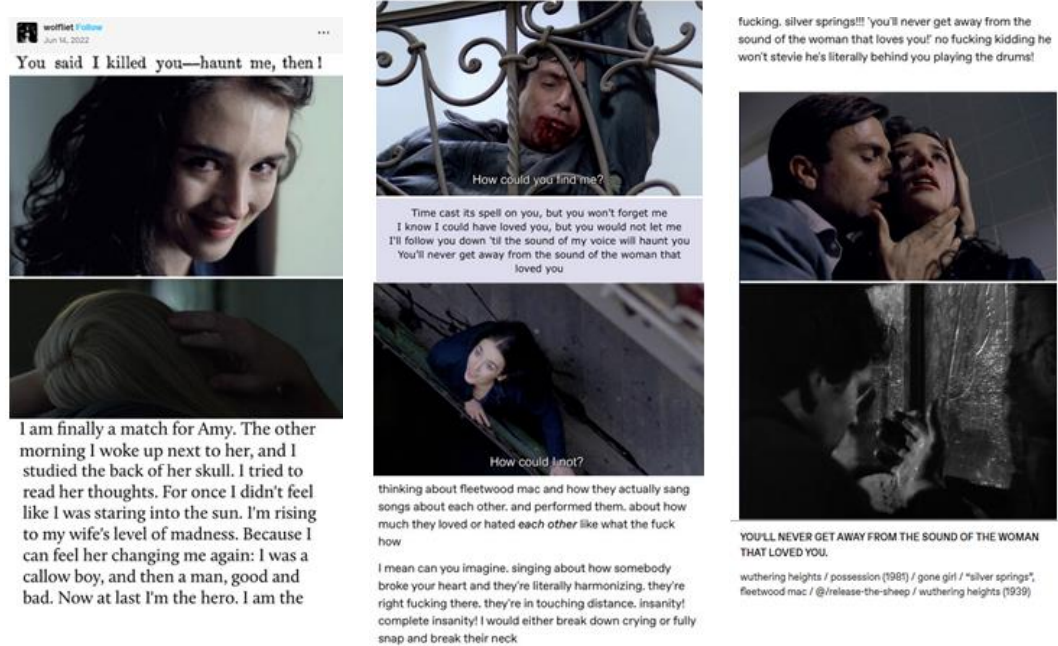 wolfliet Follow
Jun 14, 2022
You said I killed you—haunt me, then!
I am finally a match for Amy. The other
morning I woke up next to her, and I
studied the back of her skull. I tried to
read her thoughts. For once I didn't feel
like I was staring into the sun. I'm rising
to my wife's level of madness. Because I
can feel her changing me again: I was a
callow boy, and then a man, good and
bad. Now at last I'm the hero. I am the
How could you find me?
Time cast its spell on you, but you won't forget me
I know I could have loved you, but you would not let me
I'll follow you down 'til the sound of my voice will haunt you
You'll never get away from the sound of the woman that
loved you
How could I not?
thinking about fleetwood mac and how they actually sang
songs about each other. and performed them. about how
much they loved or hated each other like what the fuck
how
I mean can you imagine. singing about how somebody
broke your heart and they're literally harmonizing. they're
right fucking there. they're in touching distance. insanity!
complete insanity! I would either break down crying or fully
snap and break their neck
fucking. silver springs!!! 'you'll never get away from the
sound of the woman that loves you!' no fucking kidding he
won't stevie he's literally behind you playing the drums!
YOU'LL NEVER GET AWAY FROM THE SOUND OF THE WOMAN
THAT LOVED YOU.
wuthering heights / possession (1981) / gone girl / "silver springs",
fleetwood mac / @/release-the-sheep / wuthering heights (1939)